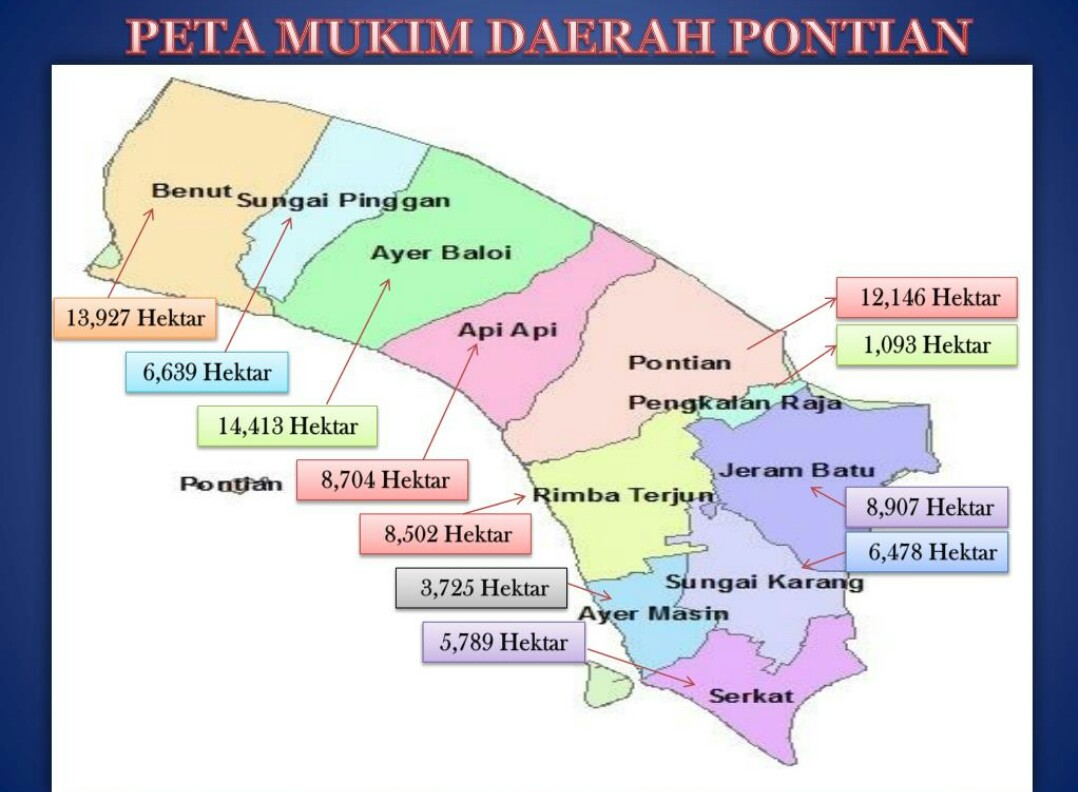 PETA MUKIM DAERAH PONTIAN
Benut
Sungai Pinggan
Ayer Baloi
13,927 Hektar
12,146 Hektar
Api Api
1,093 Hektar
6,639 Hektar
Pontian
Pengkalan Raja
14,413 Hektar
Jeram Batu
8,704 Hektar
Pontian
Rimba Terjun
8,907 Hektar
8,502 Hektar
6,478 Hektar
3,725 Hektar
Sungai Karang
Ayer Masin
5,789 Hektar
Serkat